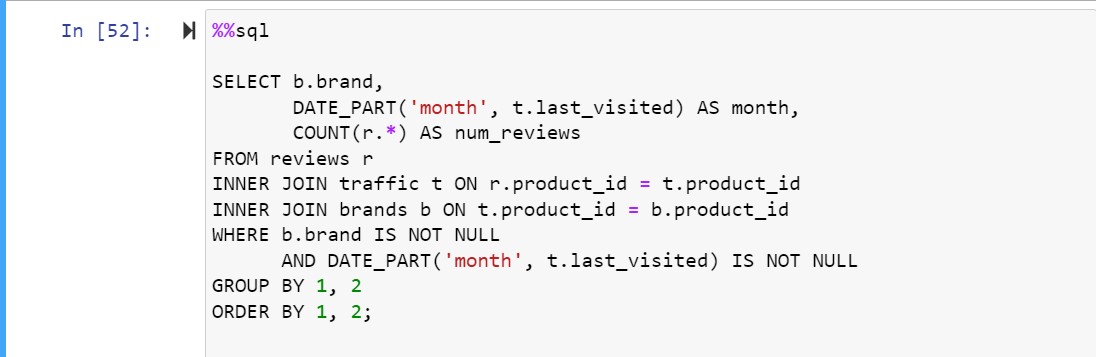 In [52]:
%%sql
SELECT b.brand,
DATE_PART('month', t.last_visited) AS month,
COUNT(r.*) AS num_reviews
FROM reviews r
INNER JOIN traffic t ON r.product_id = t.product_id
INNER JOIN brands b ON t.product_id = b.product_id
WHERE b.brand IS NOT NULL
AND DATE_PART('month', t.last_visited) IS NOT NULL
GROUP BY 1, 2
ORDER BY 1, 2;